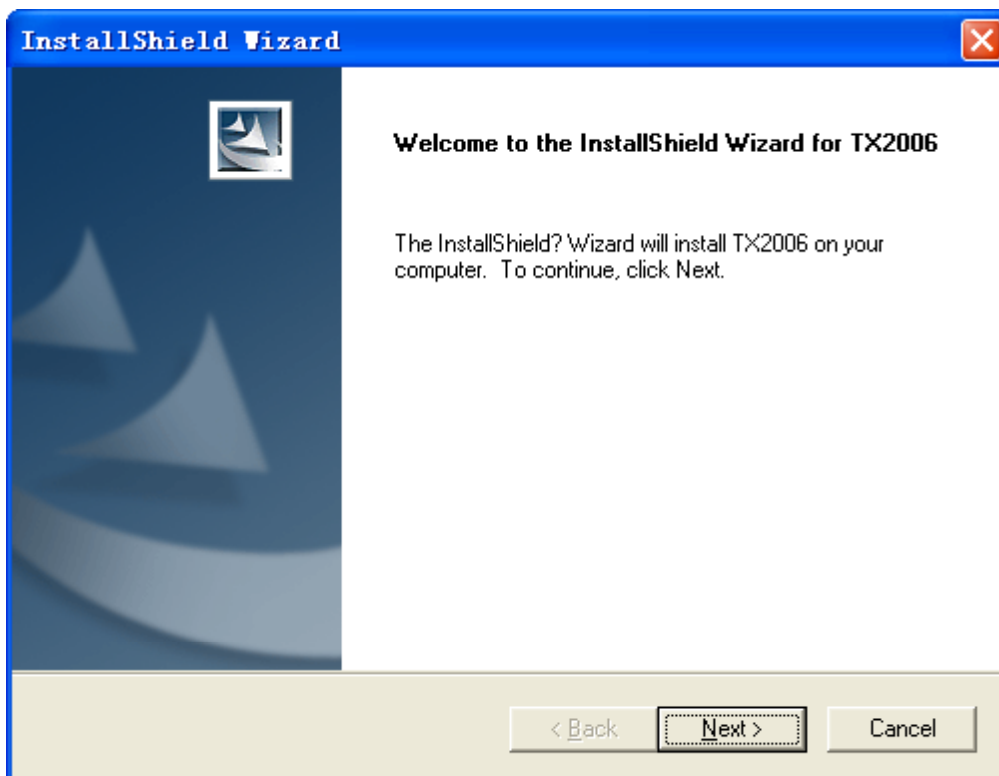 InstallShield Wizard
Welcome to the InstallShield Wizard for TX2006
The InstallShield? Wizard will install TX2006 on your
computer.  To continue, click Next.
< Back
Next >
Cancel